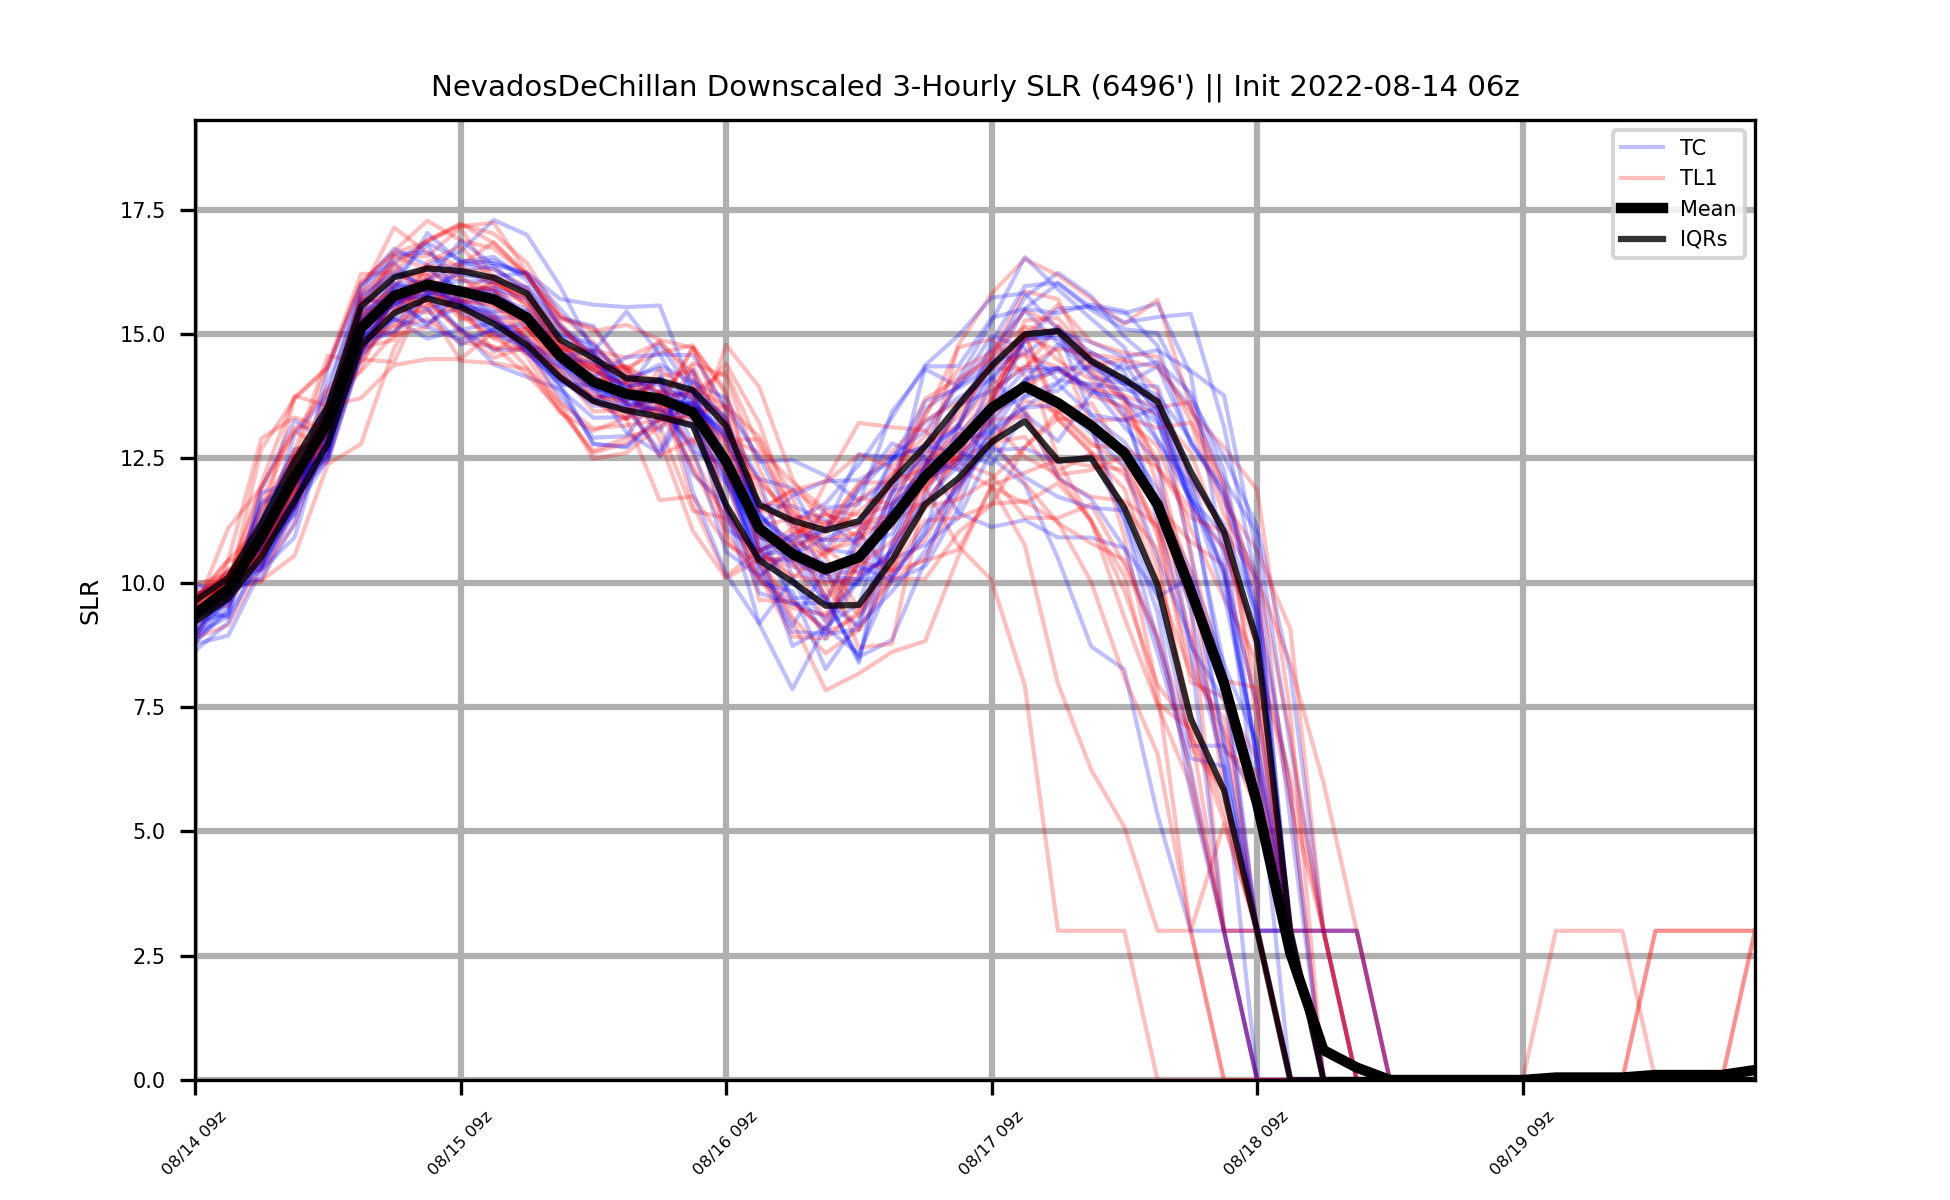 NevadosDeChillan Downscaled 3-Hourly SLR (6496') || Init 2022-08-14 06z
TC
TL1
Mean
IQRs
SLR
17.5
15.0
12.5
10.0
7.5
5.0
2.5
0.0
08/14 09z
08/15 09z
08/16 09z
08/17 09z
08/18 09z
08/19 09z